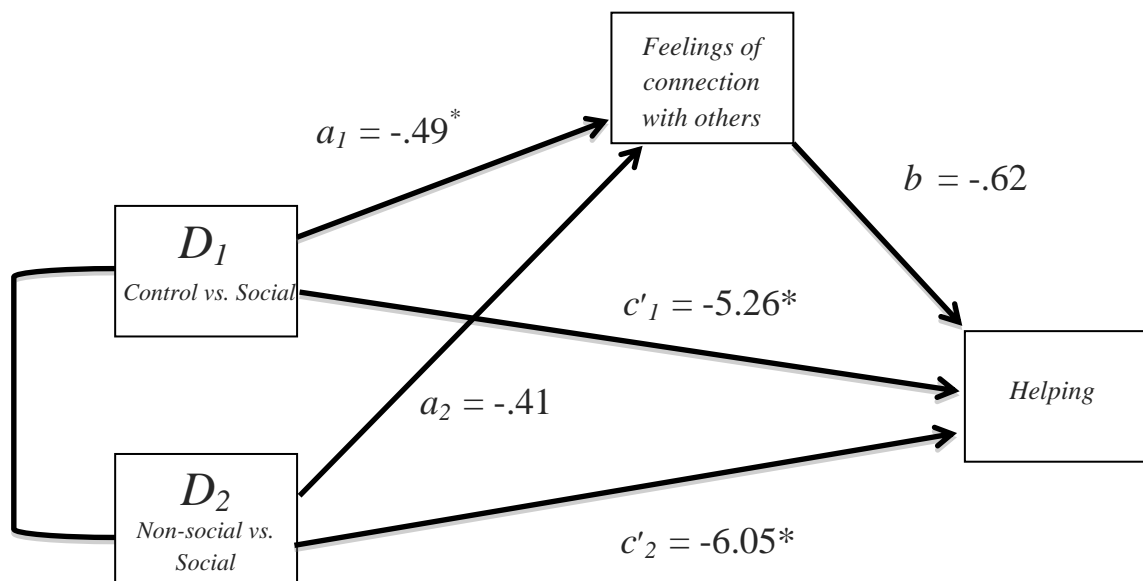 Feelings of
connection
with others
a1 = -.49*
b = -.62
D1
Control vs. Social
c'1 = -5.26*
Helping
a2 = -.41
D2
Non-social vs.
Social
c'2 = -6.05*